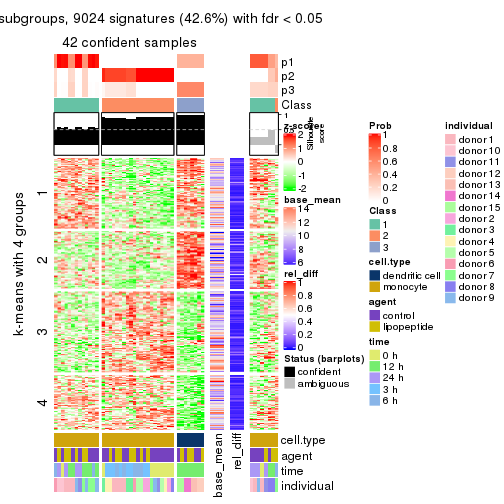 subgroups, 9024 signatures (42.6%) with fdr < 0.05
42 confident samples
p1
p2
p3
Class
1
0.5
0
Silhouette
score
k-means with 4 groups
1
2
3
4
cell.type
agent
time
individual
base_mean
rel_diff
z-score
2
1
0
-1
-2
base_mean
14
12
10
8
6
rel_diff
1
0.8
0.6
0.4
0.2
0
Status (barplots)
confident
ambiguous
Prob
1
0.8
0.6
0.4
0.2
0
Class
1
2
3
cell.type
dendritic cell
monocyte
agent
control
lipopeptide
time
0 h
12 h
24 h
3 h
6 h
individual
donor 1
donor 10
donor 11
donor 12
donor 13
donor 14
donor 15
donor 2
donor 3
donor 4
donor 5
donor 6
donor 7
donor 8
donor 9